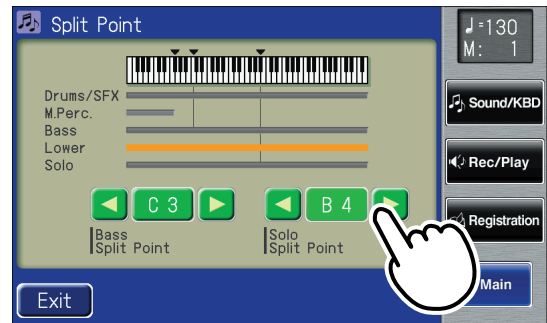 Split Point
♩=130
M: 1
Drums/SFX
M.Perc.
Bass
Lower
Solo
C 3
B 4
Bass
Split Point
Solo
Split Point
Exit
Sound/KBD
Rec/Play
Registration
Main